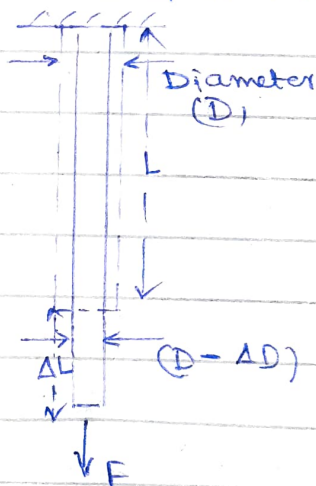 Diameter
(D)
L
(D - ΔD)
ΔL
F